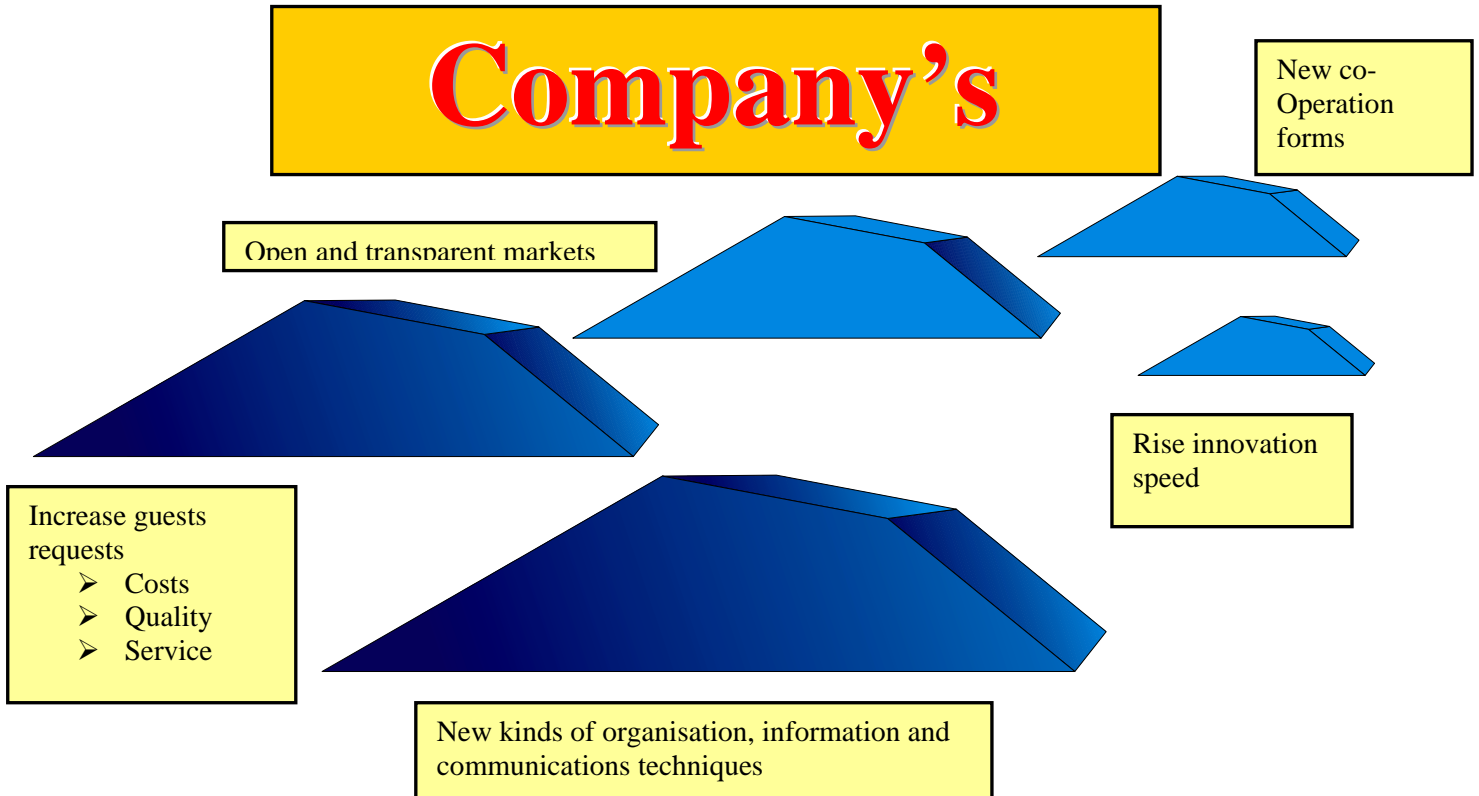 Company's
New co-
Operation
forms
Open and transparent markets
Rise innovation
speed
Increase guests
requests
➢ Costs
➢ Quality
➢ Service
New kinds of organisation, information and
communications techniques